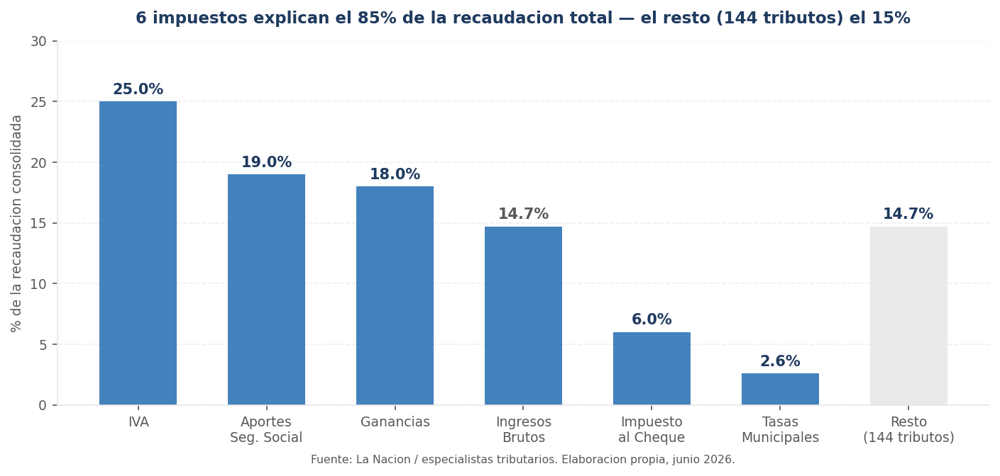 6 impuestos explican el 85% de la recaudacion total — el resto (144 tributos) el 15%
% de la recaudacion consolidada
30
25
20
15
10
5
0
25.0%
19.0%
18.0%
14.7%
6.0%
2.6%
14.7%
IVA
Aportes
Seg. Social
Ganancias
Ingresos
Brutos
Impuesto
al Cheque
Tasas
Municipales
Resto
(144 tributos)
Fuente: La Nacion / especialistas tributarios. Elaboracion propia, junio 2026.